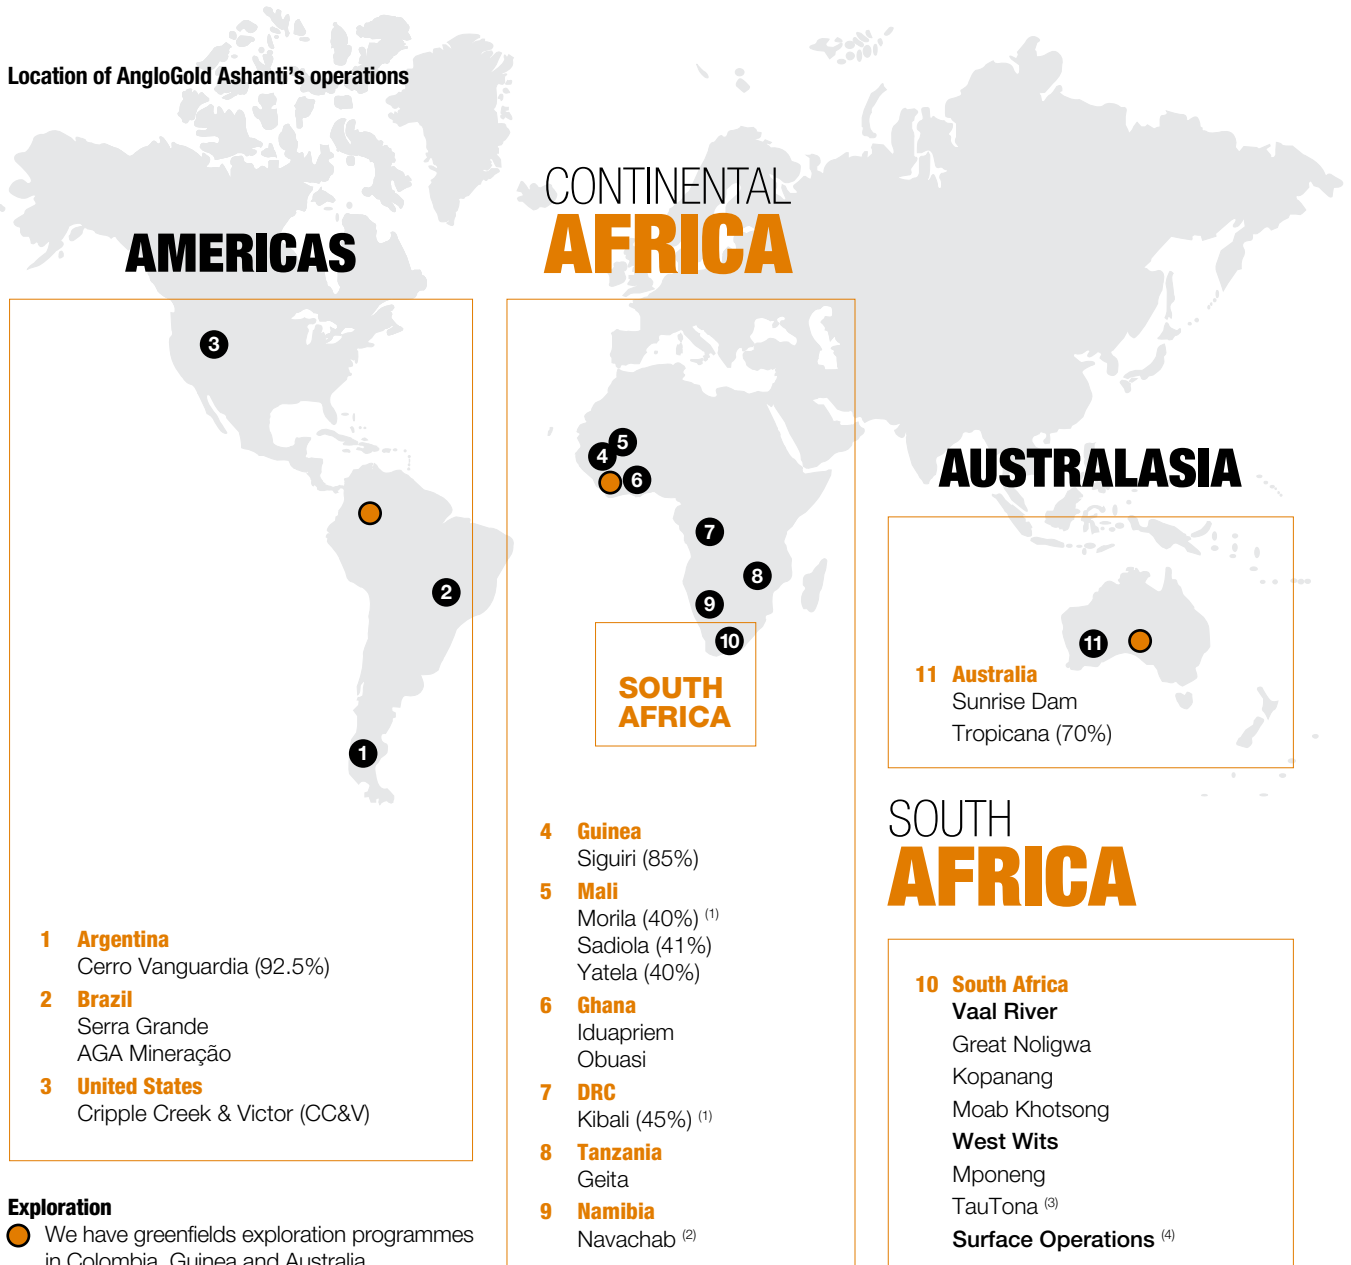 Location of AngloGold Ashanti's operations
AMERICAS
3
2
1
1 Argentina
Cerro Vanguardia (92.5%)
2 Brazil
Serra Grande
AGA Mineração
3 United States
Cripple Creek & Victor (CC&V)
Exploration
We have greenfields exploration programmes
in Colombia, Guinea and Australia
CONTINENTAL
AFRICA
5
4
6
7
8
9
10
SOUTH
AFRICA
4 Guinea
Siguiri (85%)
5 Mali
Morila (40%) (1)
Sadiola (41%)
Yatela (40%)
6 Ghana
Iduapriem
Obuasi
7 DRC
Kibali (45%) (1)
8 Tanzania
Geita
9 Namibia
Navachab (2)
AUSTRALASIA
11
11 Australia
Sunrise Dam
Tropicana (70%)
SOUTH
AFRICA
10 South Africa
Vaal River
Great Noligwa
Kopanang
Moab Khotsong
West Wits
Mponeng
TauTona (3)
Surface Operations (4)